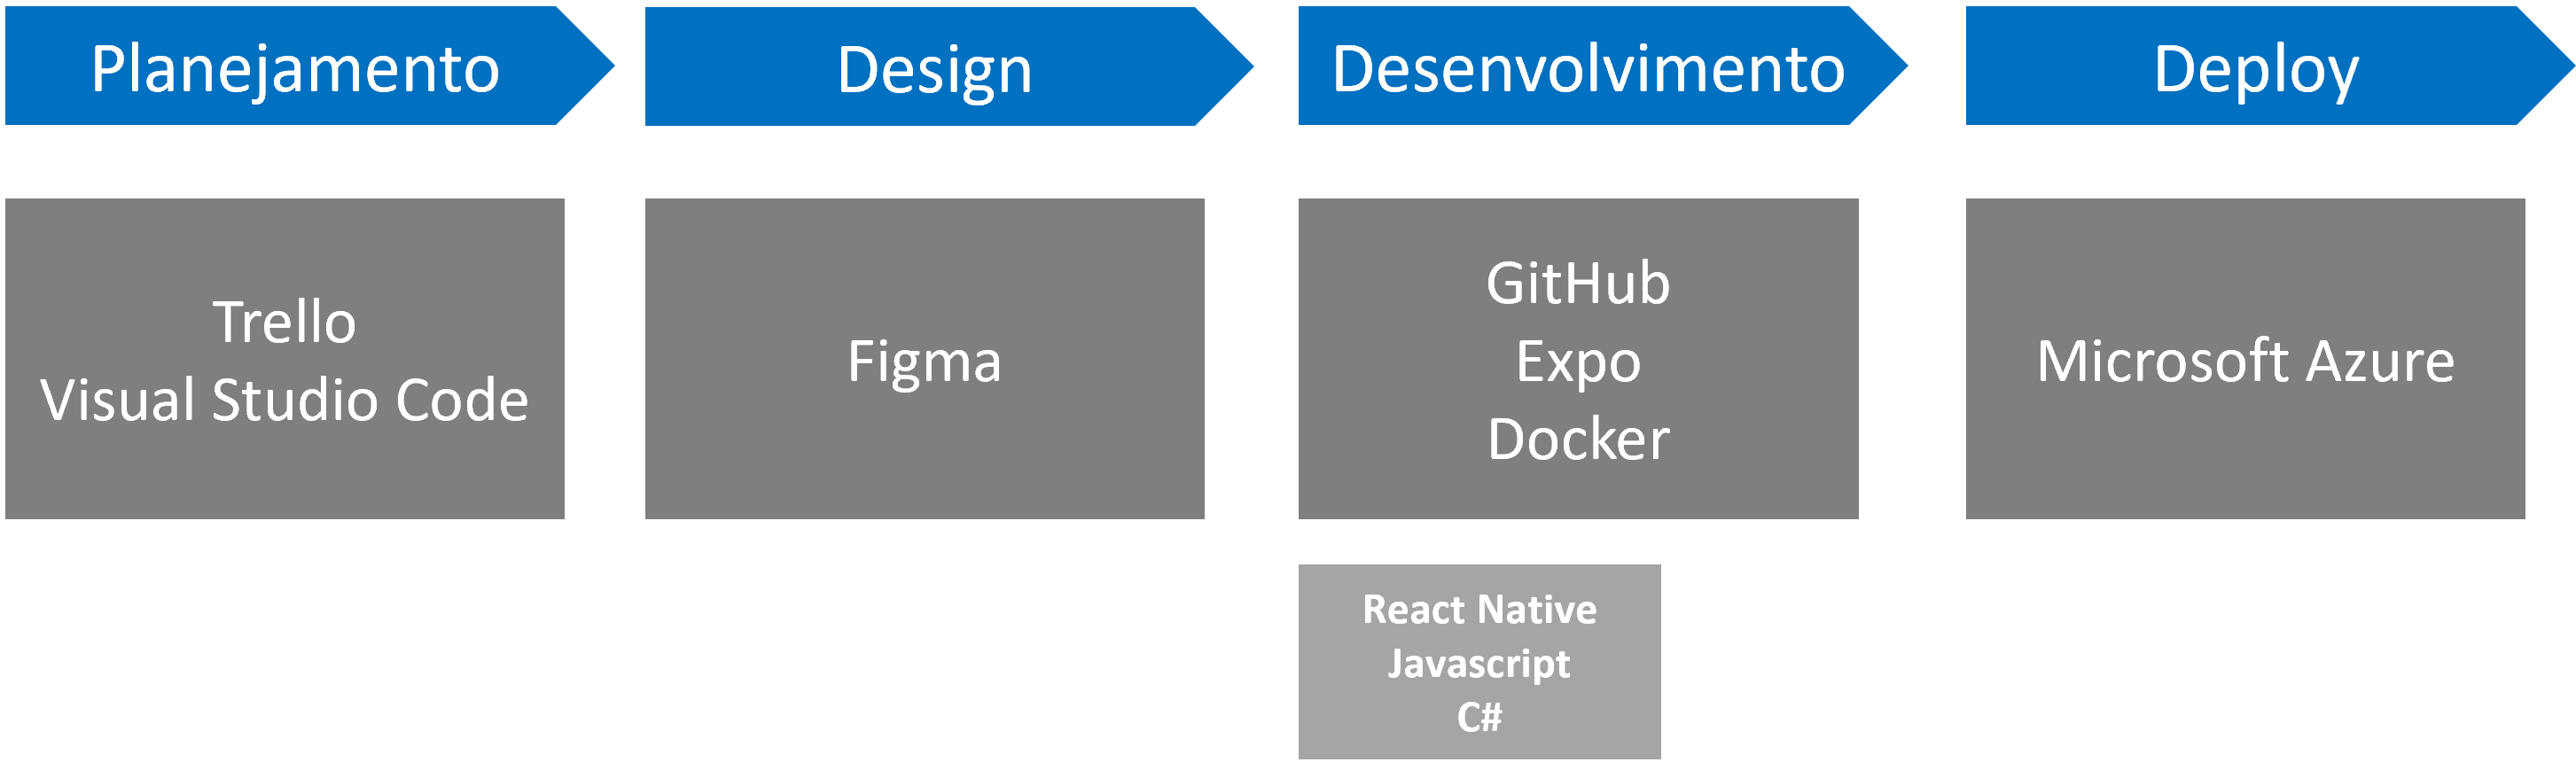 Planejamento
Design
Desenvolvimento
Deploy
Trello
Visual Studio Code
Figma
GitHub
Expo
Docker
Microsoft Azure
React Native
Javascript
C#